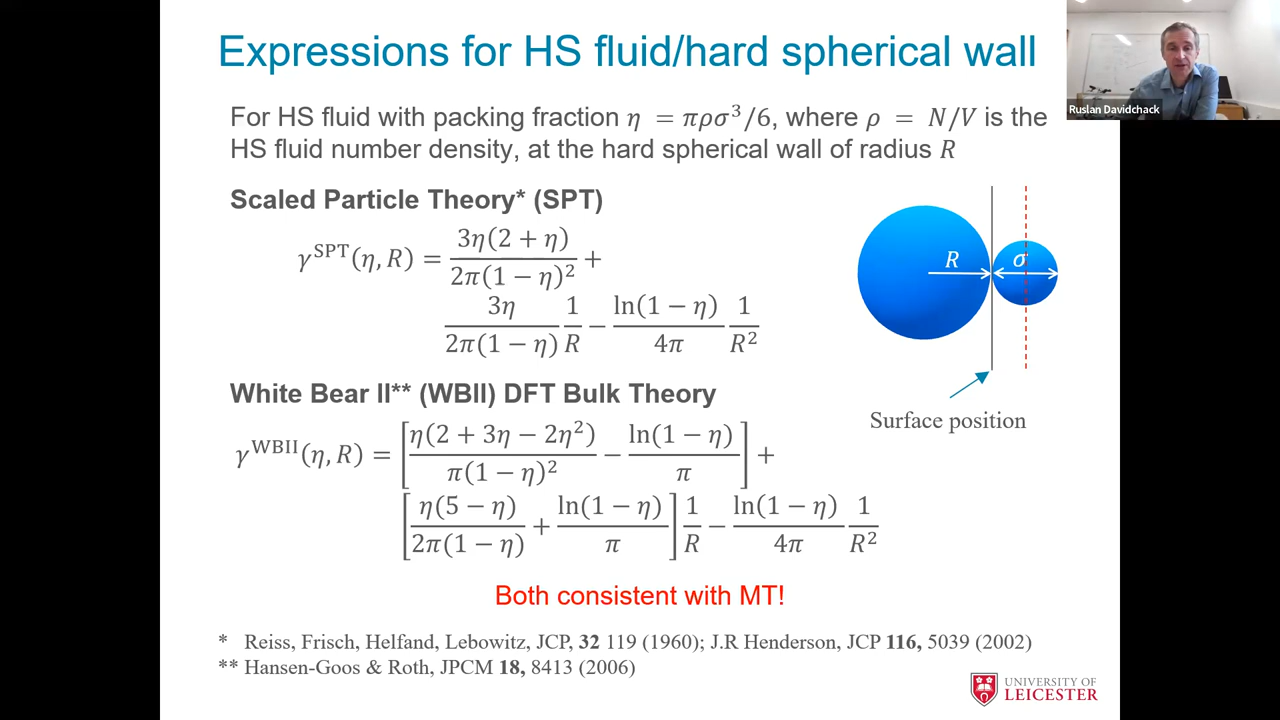 Expressions for HS fluid/hard spherical wall
Ruslan Davidchack
For HS fluid with packing fraction η = πρσ³/6, where ρ = N/V is the
HS fluid number density, at the hard spherical wall of radius R
Scaled Particle Theory* (SPT)
γ^SPT(η, R) = 3η(2 + η) / 2π(1 − η)² +
3η / 2π(1 − η) 1/R − ln(1 − η) / 4π 1/R²
R σ
Surface position
White Bear II** (WBII) DFT Bulk Theory
γ^WBII(η, R) = [η(2 + 3η − 2η²) / π(1 − η)² − ln(1 − η) / π] +
[η(5 − η) / 2π(1 − η) + ln(1 − η) / π] 1/R − ln(1 − η) / 4π 1/R²
Both consistent with MT!
* Reiss, Frisch, Helfand, Lebowitz, JCP, 32 119 (1960); J.R Henderson, JCP 116, 5039 (2002)
** Hansen-Goos & Roth, JPCM 18, 8413 (2006)
UNIVERSITY OF
LEICESTER